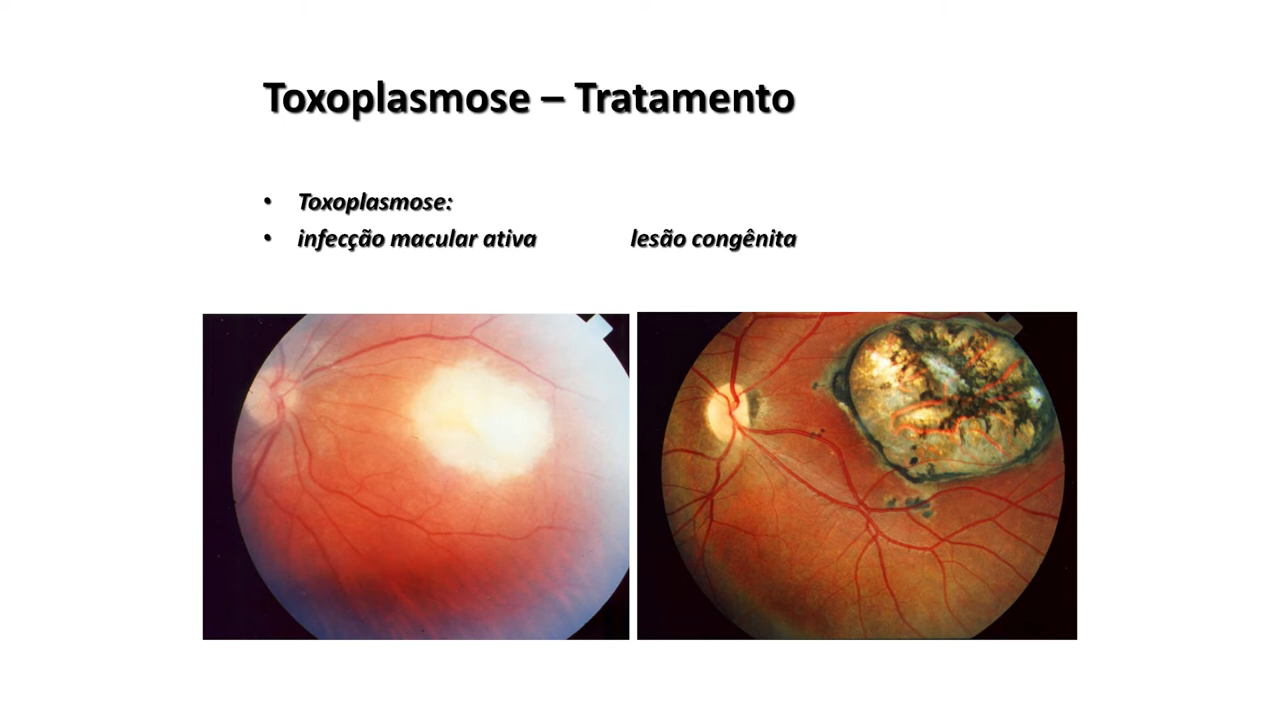 Toxoplasmose – Tratamento
• Toxoplasmose:
• infecção macular ativa lesão congênita